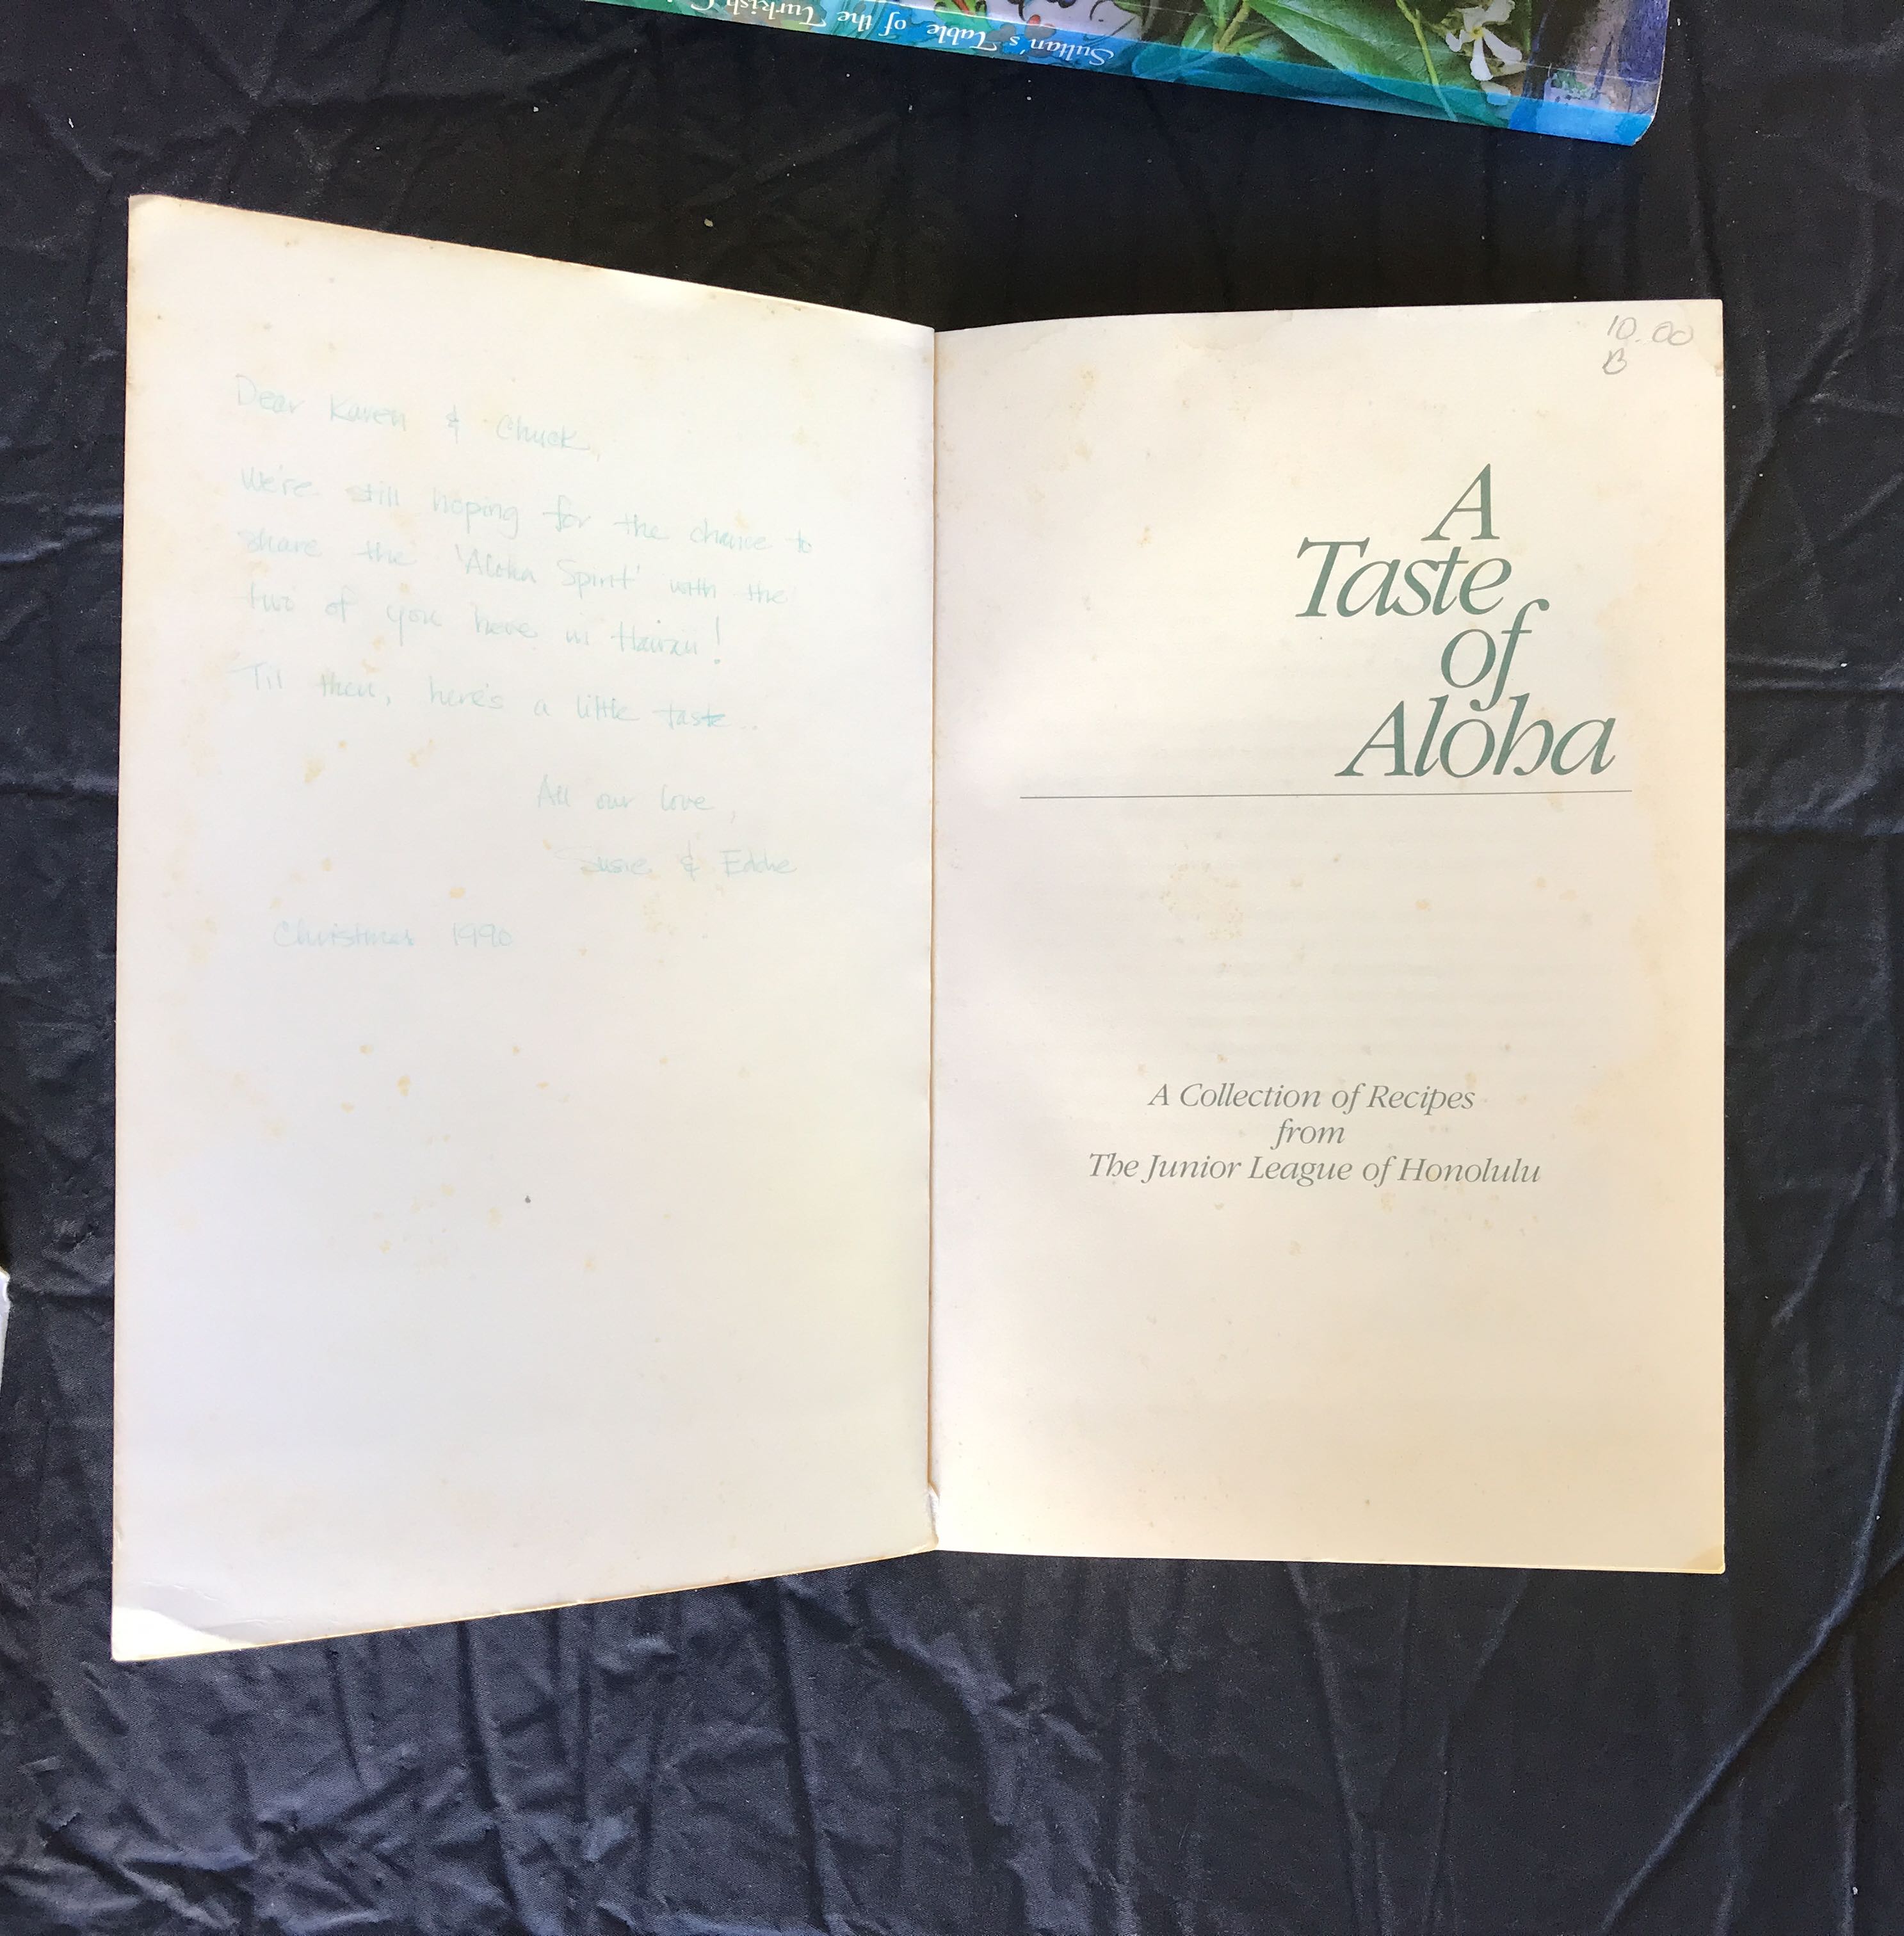 Sultan's Table of the Turkish
Dear Karen & Chuck,
We're still hoping for the chance to
share the 'Aloha Spirit' with the
two of you here in Hawaii!
Til then, here's a little taste..
All our love,
Susie & Eddie
Christmas 1990
10.00
B
A
Taste
of
Aloha
A Collection of Recipes
from
The Junior League of Honolulu